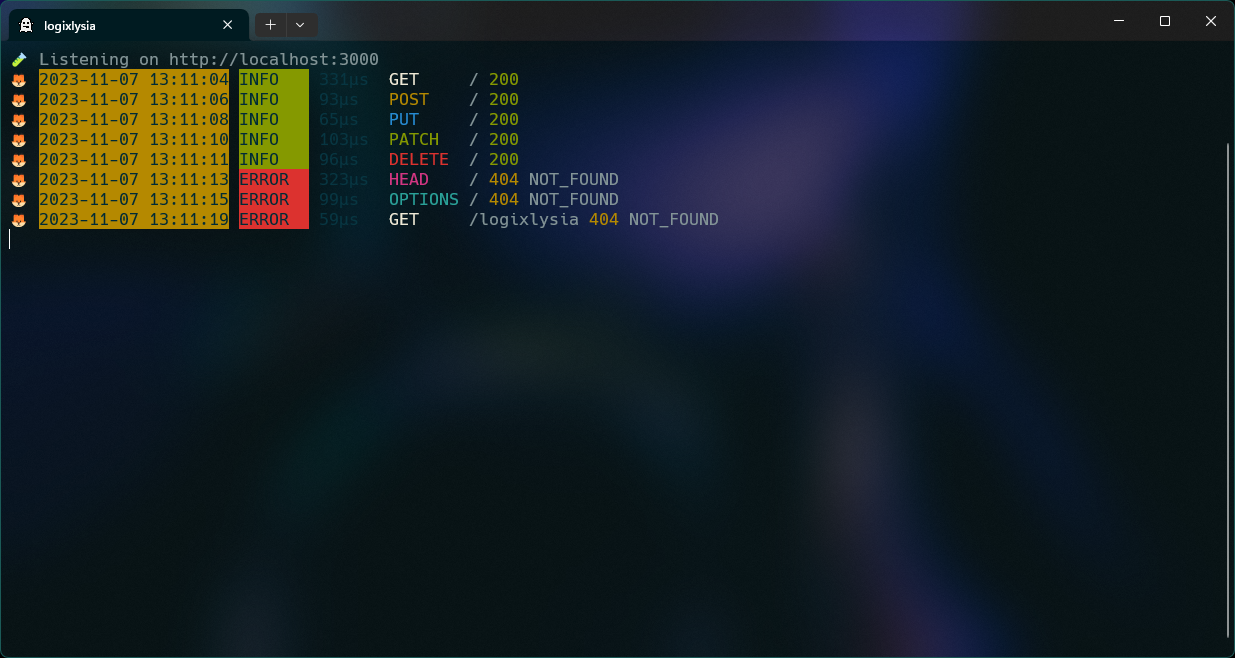 logixlysia
🧪 Listening on http://localhost:3000
🦊 2023-11-07 13:11:04 INFO 331µs GET / 200
🦊 2023-11-07 13:11:06 INFO 93µs POST / 200
🦊 2023-11-07 13:11:08 INFO 65µs PUT / 200
🦊 2023-11-07 13:11:10 INFO 103µs PATCH / 200
🦊 2023-11-07 13:11:11 INFO 96µs DELETE / 200
🦊 2023-11-07 13:11:13 ERROR 323µs HEAD / 404 NOT_FOUND
🦊 2023-11-07 13:11:15 ERROR 99µs OPTIONS / 404 NOT_FOUND
🦊 2023-11-07 13:11:19 ERROR 59µs GET /logixlysia 404 NOT_FOUND